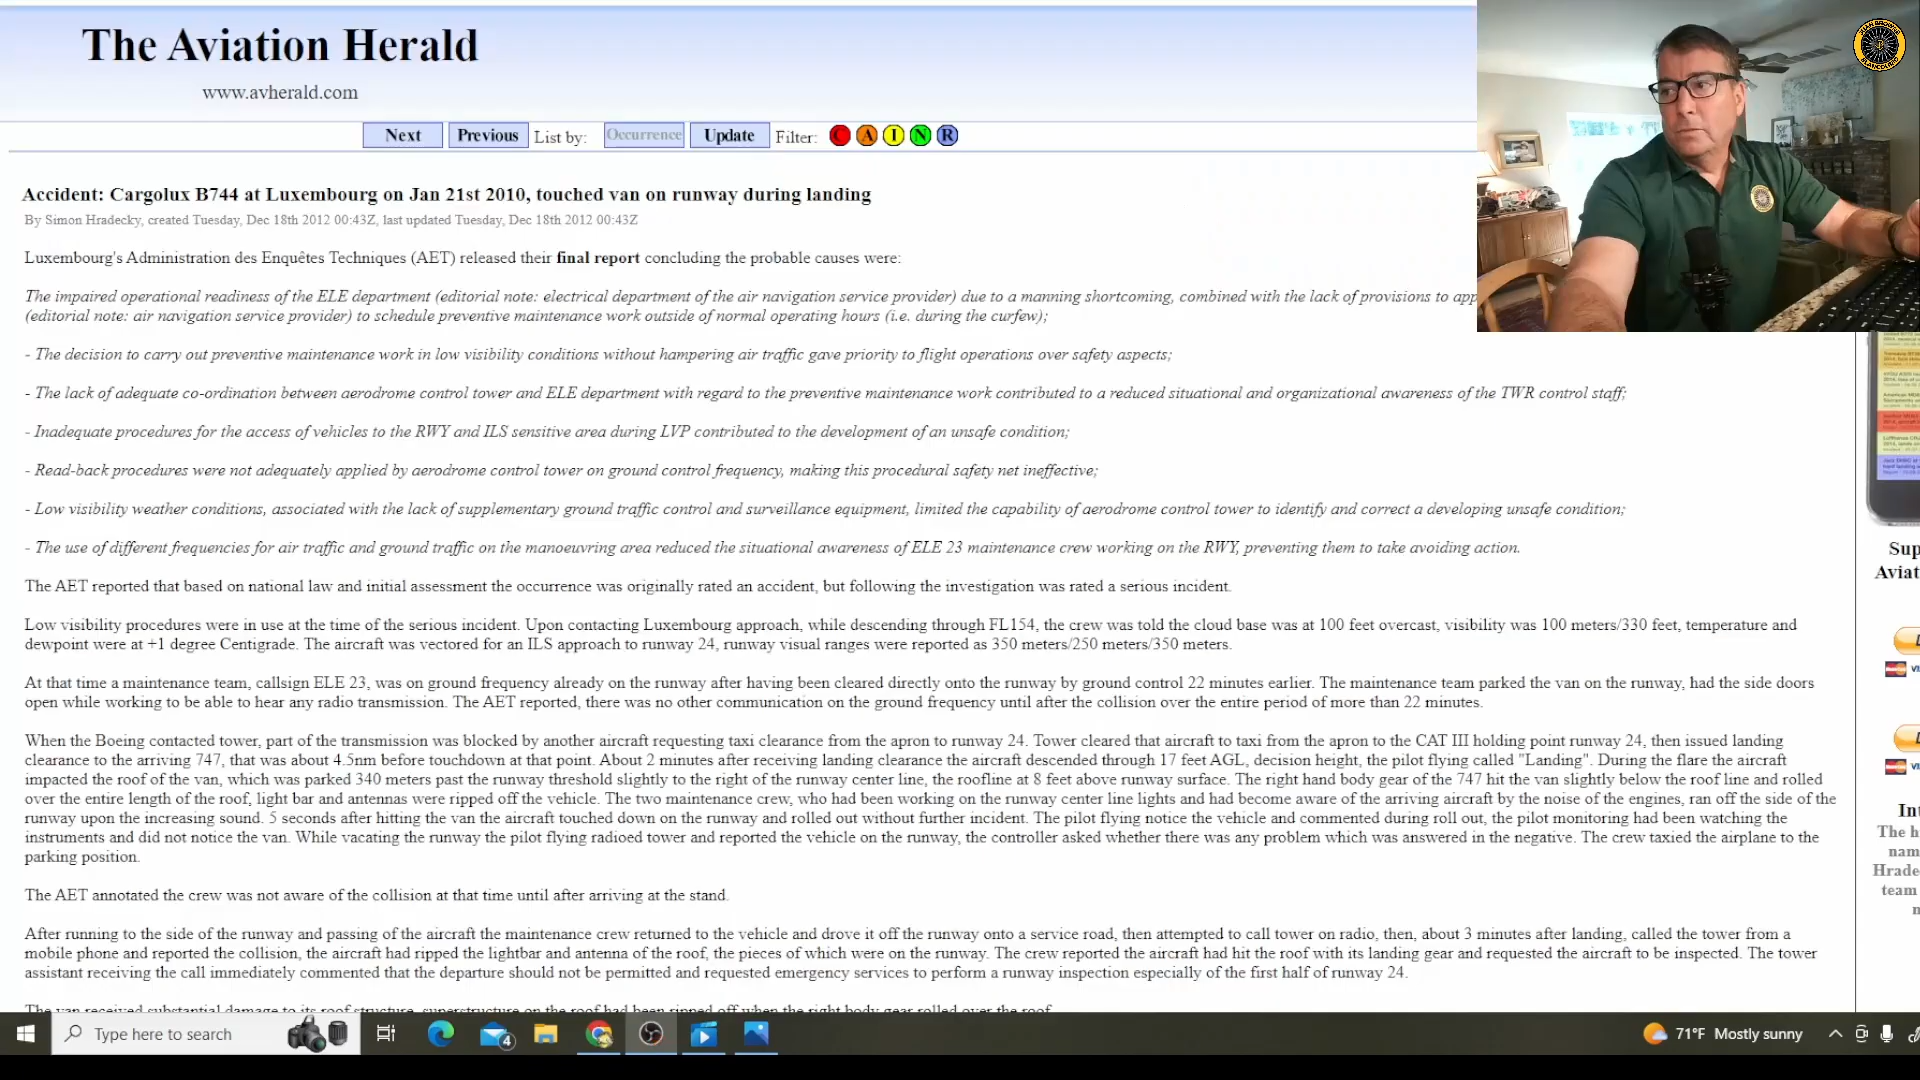 The Aviation Herald
www.avherald.com
Next Previous List by: Occurrence Update Filter: C A I N R
Accident: Cargolux B744 at Luxembourg on Jan 21st 2010, touched van on runway during landing
By Simon Hradecky, created Tuesday, Dec 18th 2012 00:43Z, last updated Tuesday, Dec 18th 2012 00:43Z
Luxembourg's Administration des Enquêtes Techniques (AET) released their final report concluding the probable causes were:
The impaired operational readiness of the ELE department (editorial note: electrical department of the air navigation service provider) due to a manning shortcoming, combined with the lack of provisions to app
(editorial note: air navigation service provider) to schedule preventive maintenance work outside of normal operating hours (i.e. during the curfew);
- The decision to carry out preventive maintenance work in low visibility conditions without hampering air traffic gave priority to flight operations over safety aspects;
- The lack of adequate co-ordination between aerodrome control tower and ELE department with regard to the preventive maintenance work contributed to a reduced situational and organizational awareness of the TWR control staff;
- Inadequate procedures for the access of vehicles to the RWY and ILS sensitive area during LVP contributed to the development of an unsafe condition;
- Read-back procedures were not adequately applied by aerodrome control tower on ground control frequency, making this procedural safety net ineffective;
- Low visibility weather conditions, associated with the lack of supplementary ground traffic control and surveillance equipment, limited the capability of aerodrome control tower to identify and correct a developing unsafe condition;
- The use of different frequencies for air traffic and ground traffic on the manoeuvring area reduced the situational awareness of ELE 23 maintenance crew working on the RWY, preventing them to take avoiding action.
The AET reported that based on national law and initial assessment the occurrence was originally rated an accident, but following the investigation was rated a serious incident.
Low visibility procedures were in use at the time of the serious incident. Upon contacting Luxembourg approach, while descending through FL154, the crew was told the cloud base was at 100 feet overcast, visibility was 100 meters/330 feet, temperature and
dewpoint were at +1 degree Centigrade. The aircraft was vectored for an ILS approach to runway 24, runway visual ranges were reported as 350 meters/250 meters/350 meters.
At that time a maintenance team, callsign ELE 23, was on ground frequency already on the runway after having been cleared directly onto the runway by ground control 22 minutes earlier. The maintenance team parked the van on the runway, had the side doors
open while working to be able to hear any radio transmission. The AET reported, there was no other communication on the ground frequency until after the collision over the entire period of more than 22 minutes.
When the Boeing contacted tower, part of the transmission was blocked by another aircraft requesting taxi clearance from the apron to runway 24. Tower cleared that aircraft to taxi from the apron to the CAT III holding point runway 24, then issued landing
clearance to the arriving 747, that was about 4.5nm before touchdown at that point. About 2 minutes after receiving landing clearance the aircraft descended through 17 feet AGL, decision height, the pilot flying called "Landing". During the flare the aircraft
impacted the roof of the van, which was parked 340 meters past the runway threshold slightly to the right of the runway center line, the roofline at 8 feet above runway surface. The right hand body gear of the 747 hit the van slightly below the roof line and rolled
over the entire length of the roof, light bar and antennas were ripped off the vehicle. The two maintenance crew, who had been working on the runway center line lights and had become aware of the arriving aircraft by the noise of the engines, ran off the side of the
runway upon the increasing sound. 5 seconds after hitting the van the aircraft touched down on the runway and rolled out without further incident. The pilot flying notice the vehicle and commented during roll out, the pilot monitoring had been watching the
instruments and did not notice the van. While vacating the runway the pilot flying radioed tower and reported the vehicle on the runway, the controller asked whether there was any problem which was answered in the negative. The crew taxied the airplane to the
parking position.
The AET annotated the crew was not aware of the collision at that time until after arriving at the stand.
After running to the side of the runway and passing of the aircraft the maintenance crew returned to the vehicle and drove it off the runway onto a service road, then attempted to call tower on radio, then, about 3 minutes after landing, called the tower from a
mobile phone and reported the collision, the aircraft had ripped the lightbar and antenna of the roof, the pieces of which were on the runway. The crew reported the aircraft had hit the roof with its landing gear and requested the aircraft to be inspected. The tower
assistant receiving the call immediately commented that the departure should not be permitted and requested emergency services to perform a runway inspection especially of the first half of runway 24.
The van received substantial damage to its roof structure, superstructure on the roof had been ripped off when the right body gear rolled over the roof.
Sup
Aviat
Int
The h
nam
Hrade
team
Type here to search
4
71°F Mostly sunny